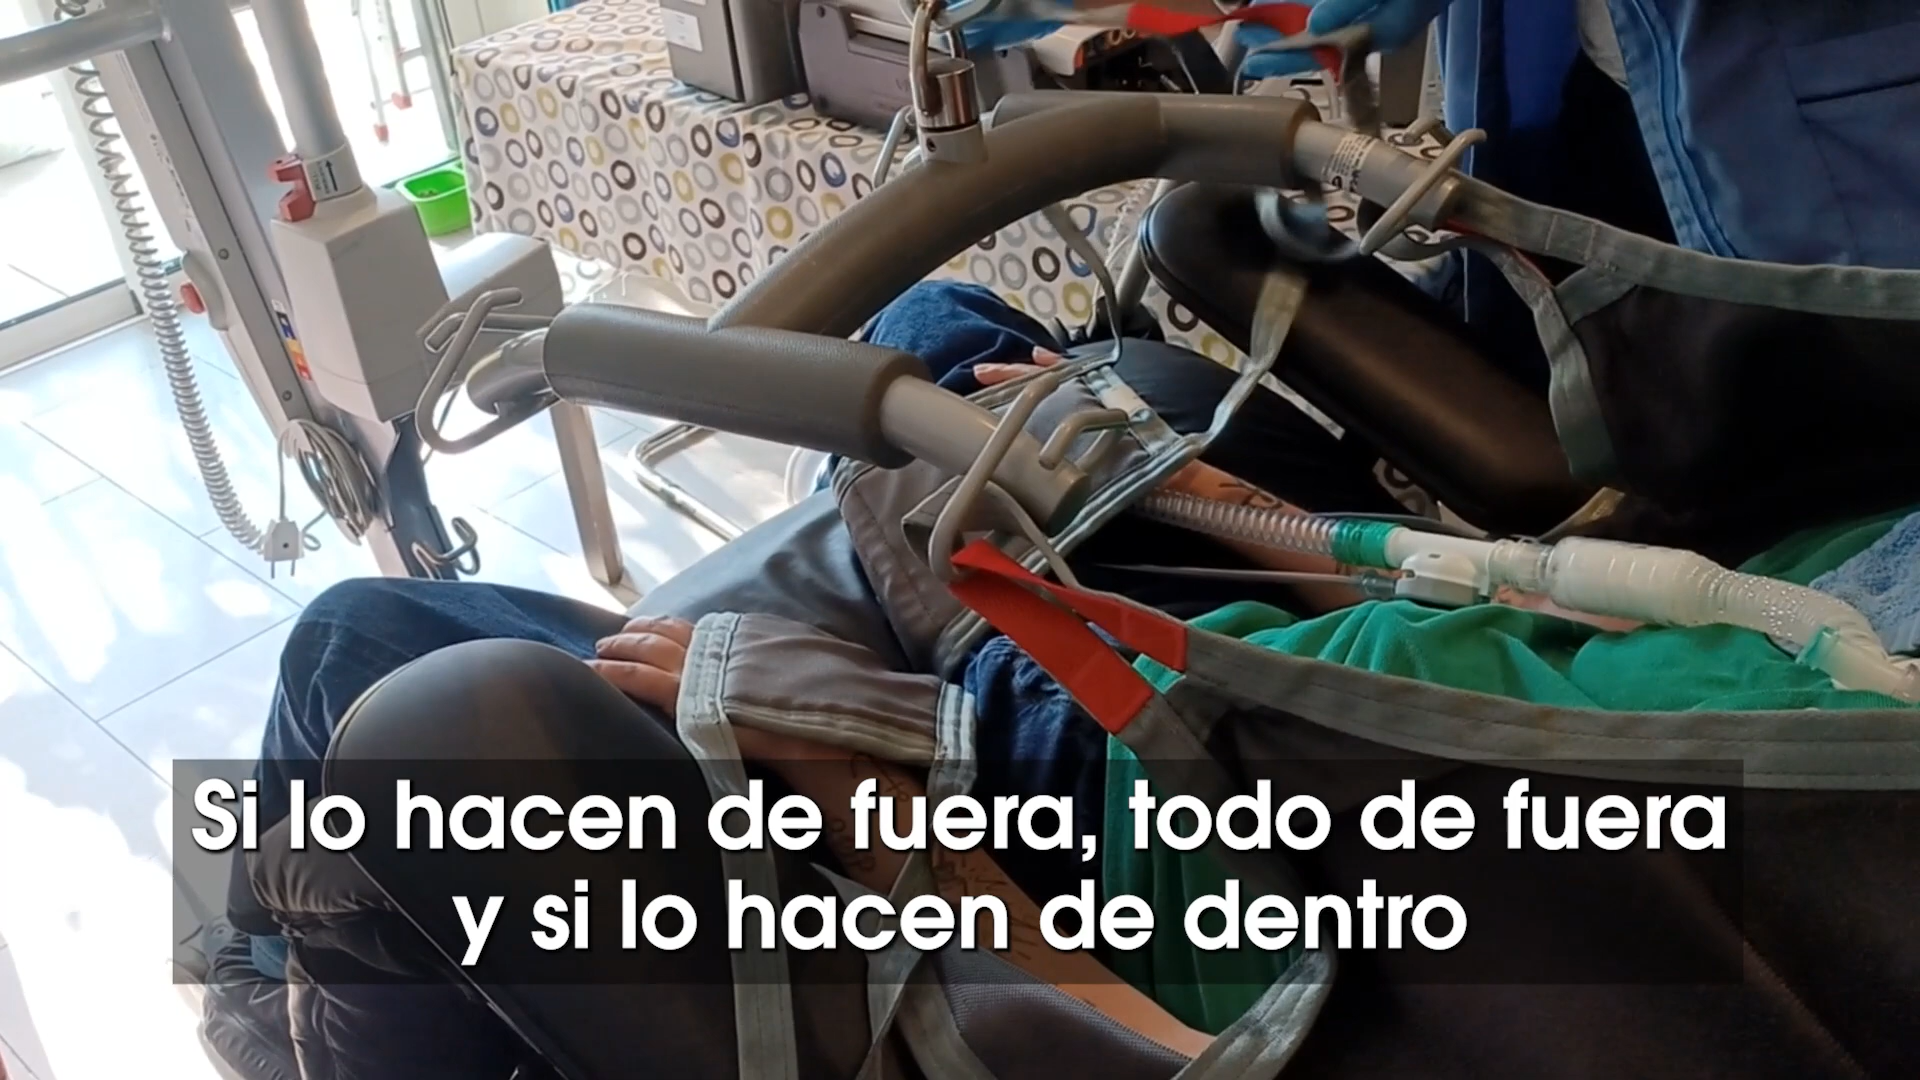 Si lo hacen de fuera, todo de fuera
y si lo hacen de dentro